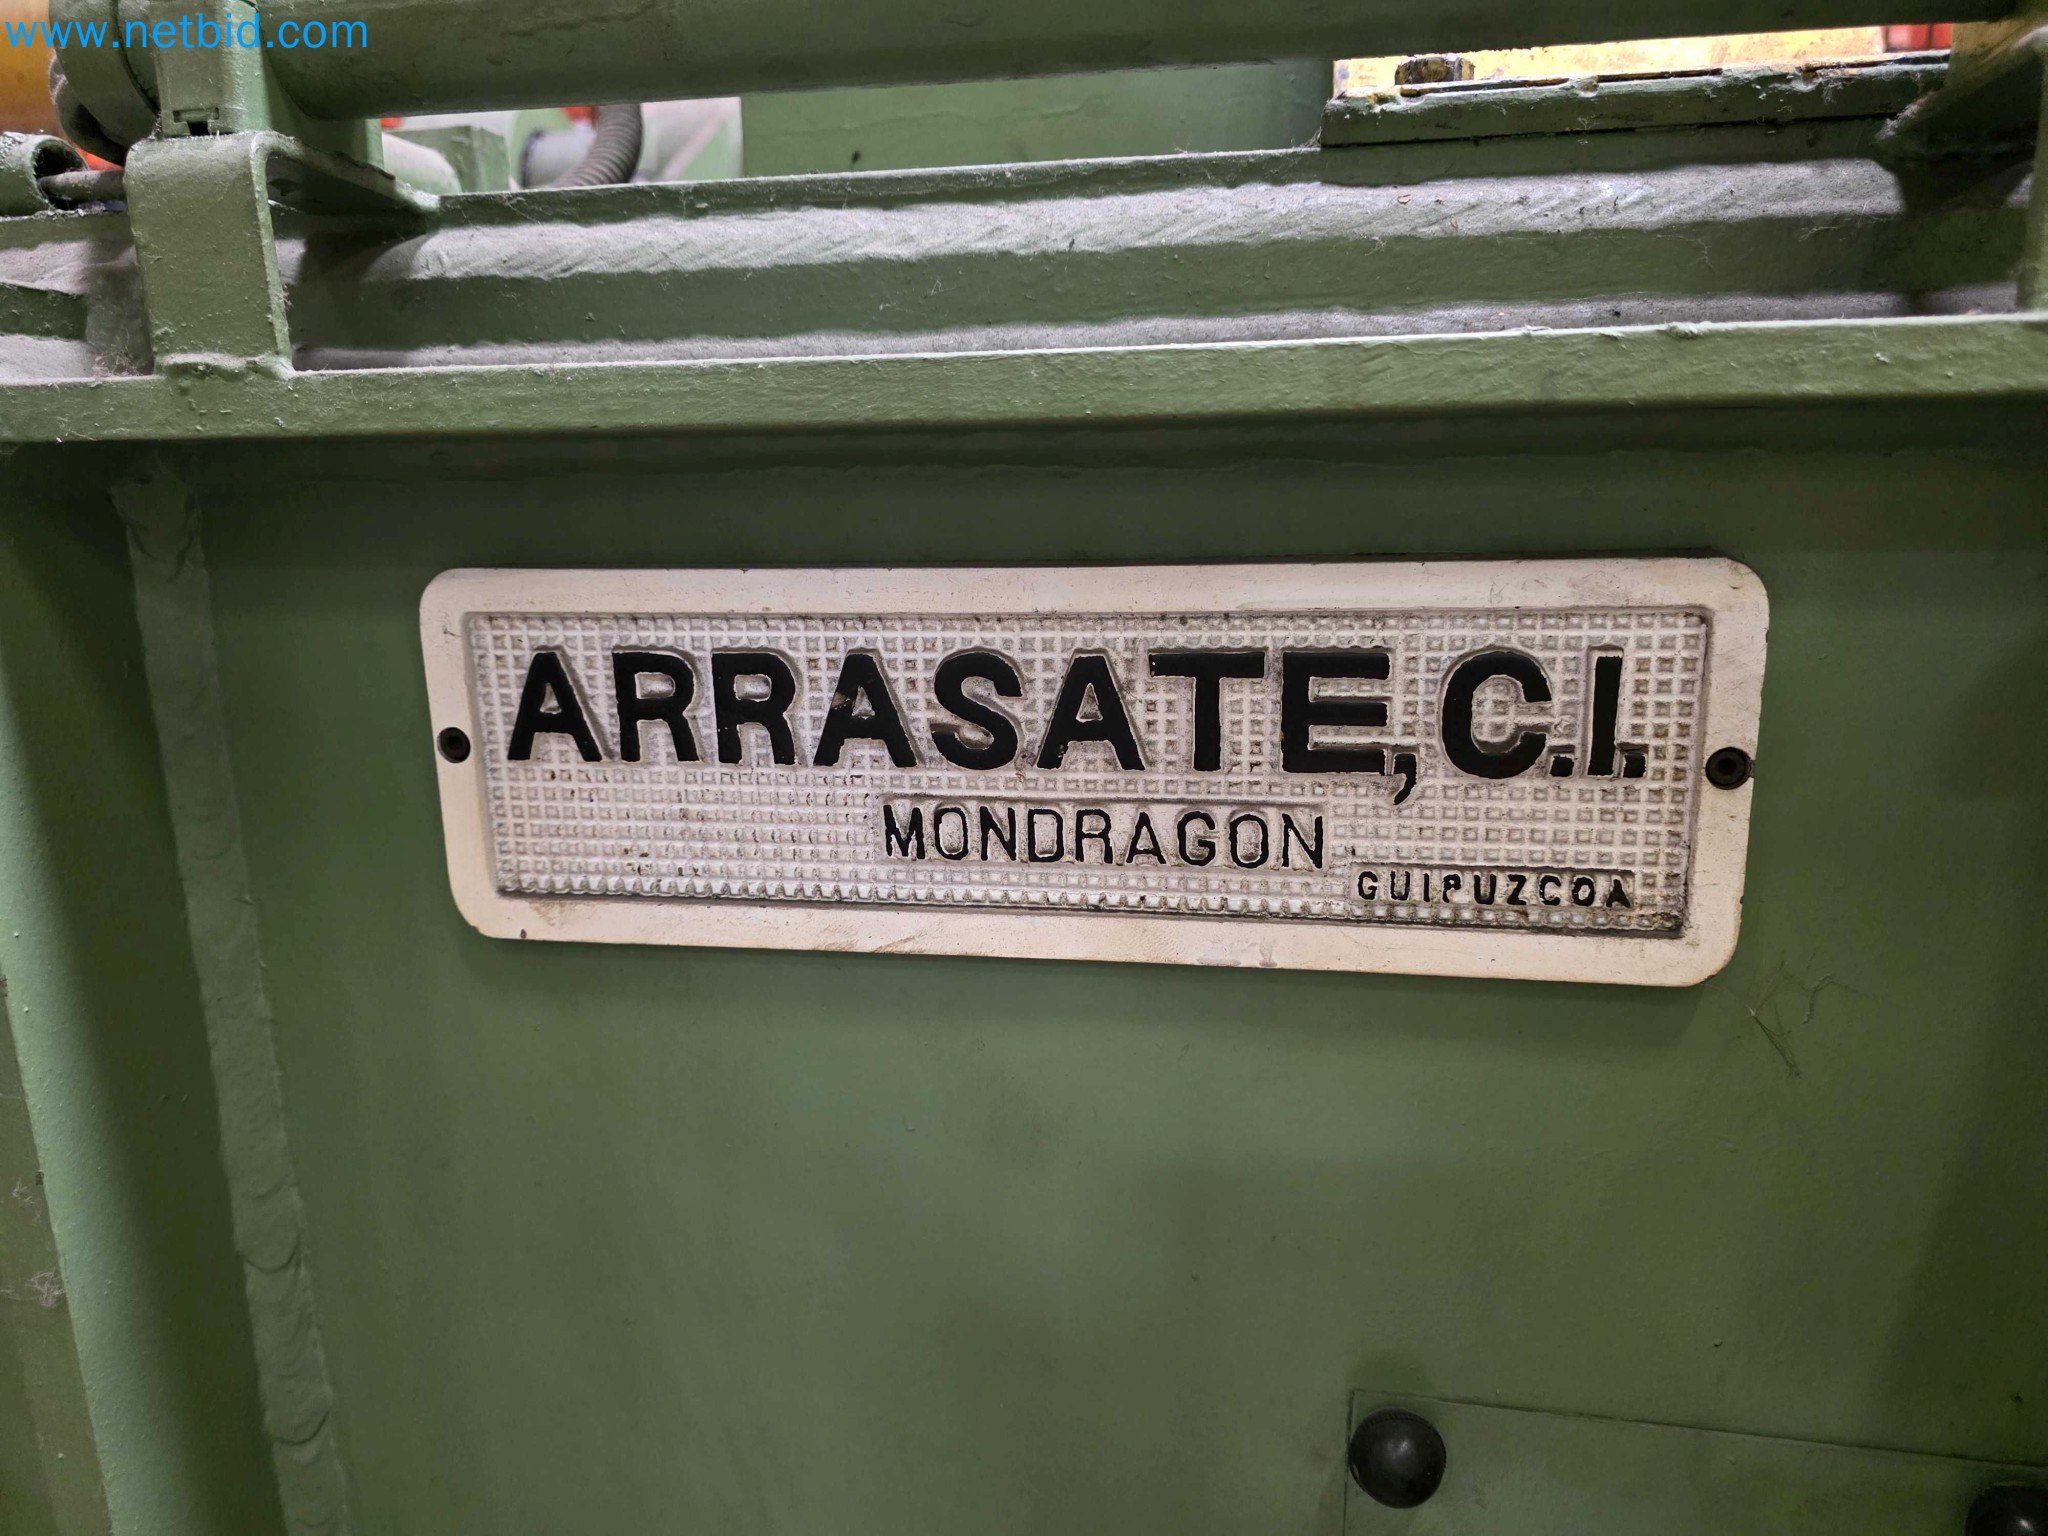 www.netbid.com
ARRASATE, C.I.
MONDRAGON
GUIPUZCOA